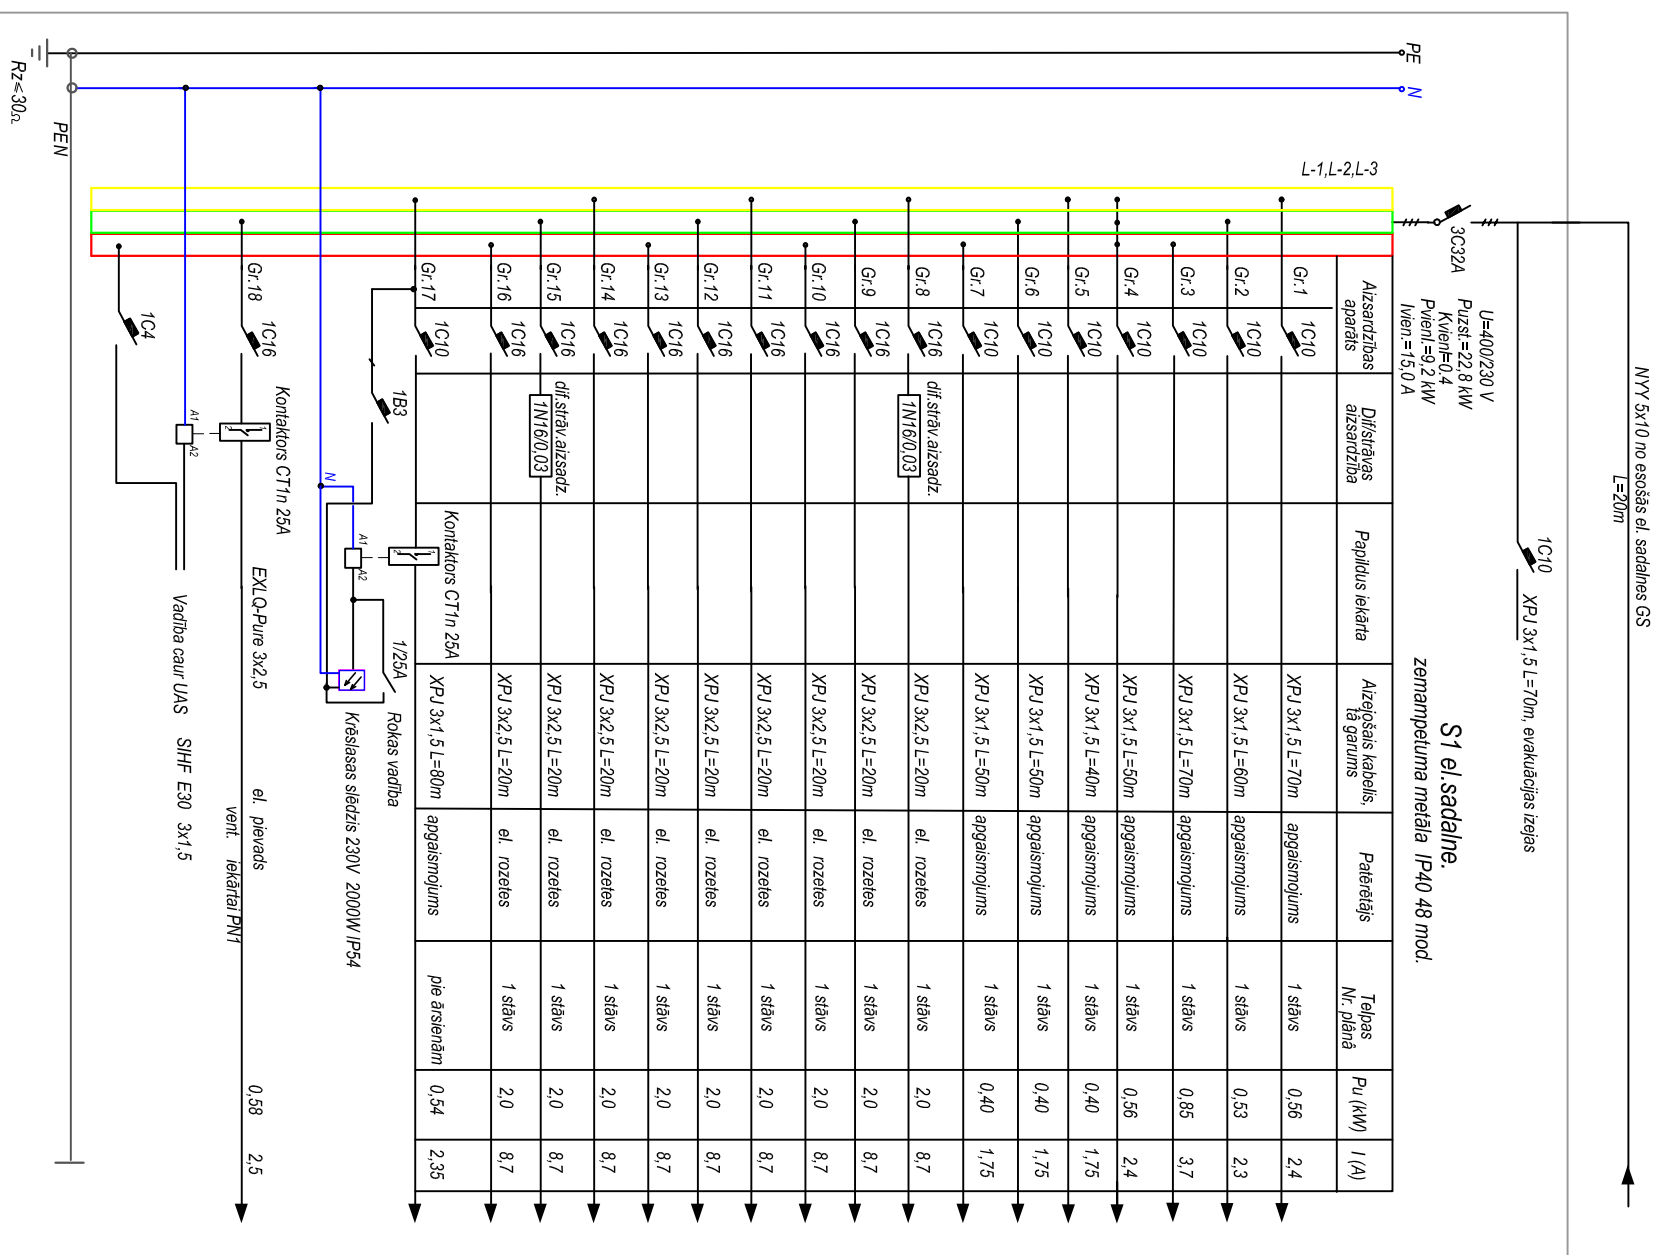 NYY 5x10 no esošās el. sadalnes GS
L=20m
1C10
XPJ 3x1,5 L=70m, evakuācijas izejas
S1 el.sadalne.
zemampetuma metāla IP40 48 mod.
3C32A
U=400/230 V
Puzst.=22,8 kW
Kvienl=0,4
Pvienl.=9,2 kW
Ivien.=15,0 A
L-1,L-2,L-3
PE
N
Aizsardzības
aparāts
Dif/strāvas
aizsardzība
Papildus iekārta
Aizejošais kabelis,
tā garums
Patērētājs
Telpas
Nr. plānā
Pu (kW)
I (A)
Gr.1 1C10 XPJ 3x1,5 L=70m apgaismojums 1 stāvs 0,56 2,4
Gr.2 1C10 XPJ 3x1,5 L=60m apgaismojums 1 stāvs 0,53 2,3
Gr.3 1C10 XPJ 3x1,5 L=70m apgaismojums 1 stāvs 0,85 3,7
Gr.4 1C10 XPJ 3x1,5 L=50m apgaismojums 1 stāvs 0,56 2,4
Gr.5 1C10 XPJ 3x1,5 L=40m apgaismojums 1 stāvs 0,40 1,75
Gr.6 1C10 XPJ 3x1,5 L=50m apgaismojums 1 stāvs 0,40 1,75
Gr.7 1C10 XPJ 3x1,5 L=50m apgaismojums 1 stāvs 0,40 1,75
dif.strāv.aizsadz.
Gr.8 1C16 1N16/0,03 XPJ 3x2,5 L=20m el. rozetes 1 stāvs 2,0 8,7
Gr.9 1C16 XPJ 3x2,5 L=20m el. rozetes 1 stāvs 2,0 8,7
Gr.10 1C16 XPJ 3x2,5 L=20m el. rozetes 1 stāvs 2,0 8,7
Gr.11 1C16 XPJ 3x2,5 L=20m el. rozetes 1 stāvs 2,0 8,7
Gr.12 1C16 XPJ 3x2,5 L=20m el. rozetes 1 stāvs 2,0 8,7
Gr.13 1C16 XPJ 3x2,5 L=20m el. rozetes 1 stāvs 2,0 8,7
Gr.14 1C16 XPJ 3x2,5 L=20m el. rozetes 1 stāvs 2,0 8,7
dif.strāv.aizsadz.
Gr.15 1C16 1N16/0,03 XPJ 3x2,5 L=20m el. rozetes 1 stāvs 2,0 8,7
Gr.16 1C16 XPJ 3x2,5 L=20m el. rozetes 1 stāvs 2,0 8,7
Gr.17 1C10 Kontaktors CT1n 25A XPJ 3x1,5 L=80m apgaismojums pie ārsienām 0,54 2,35
1 2
1B3
1/25A
Rokas vadība
A1 A2
N
Krēslasas slēdzis 230V 2000W IP54
Kontaktors CT1n 25A
Gr.18 1C16 EXLQ-Pure 3x2,5 el. pievads 0,58 2,5
vent. iekārtai PN1
1 2
A1 A2
1C4
Vadība caur UAS SIHF E30 3x1,5
PEN
Rz≤30Ω